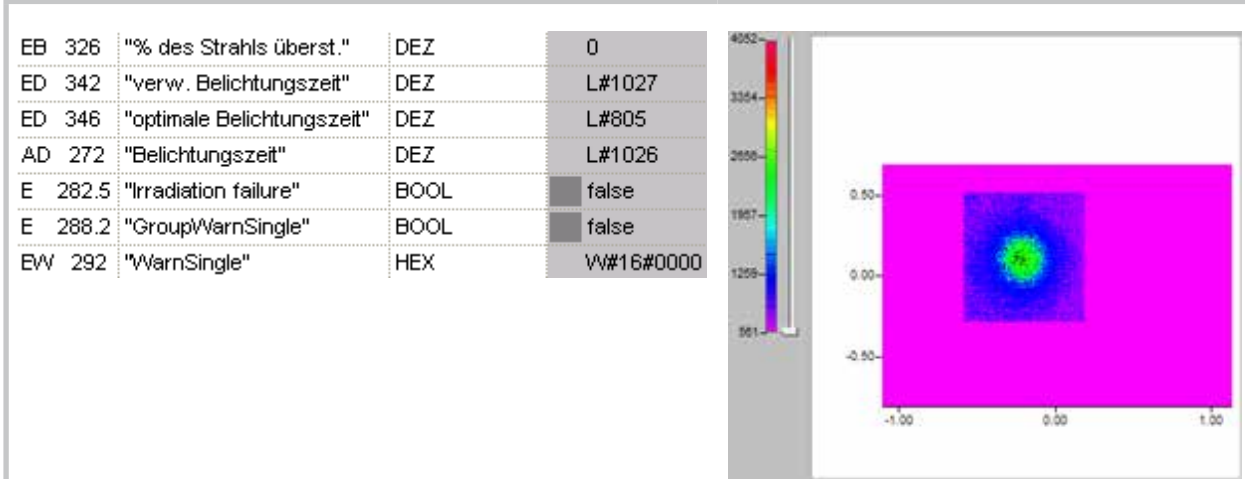 EB 326 "% des Strahls überst." DEZ 0
ED 342 "verw. Belichtungszeit" DEZ L#1027
ED 346 "optimale Belichtungszeit" DEZ L#805
AD 272 "Belichtungszeit" DEZ L#1026
E 282.5 "Irradiation failure" BOOL false
E 288.2 "GroupWarnSingle" BOOL false
EW 292 "WarnSingle" HEX W#16#0000
4052
3354
1957
1259
561
0.50
0.00
-0.50
-1.00 0.00 1.00